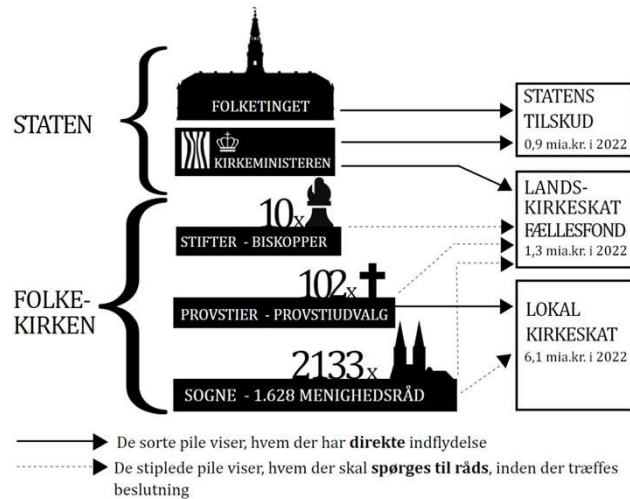 STATEN
FOLKETINGET
KIRKEMINISTEREN
STATENS
TILSKUD
0,9 mia.kr. i 2022
LANDS-
KIRKESKAT
FÆLLESFOND
1,3 mia.kr. i 2022
FOLKE-
KIRKEN
10x
STIFTER - BISKOPPER
102x
PROVSTIER - PROVSTIUDVALG
2133x
SOGNE - 1.628 MENIGHEDSRÅD
LOKAL
KIRKESKAT
6,1 mia.kr. i 2022
De sorte pile viser, hvem der har direkte indflydelse
De stiplede pile viser, hvem der skal spørges til råds, inden der træffes
beslutning